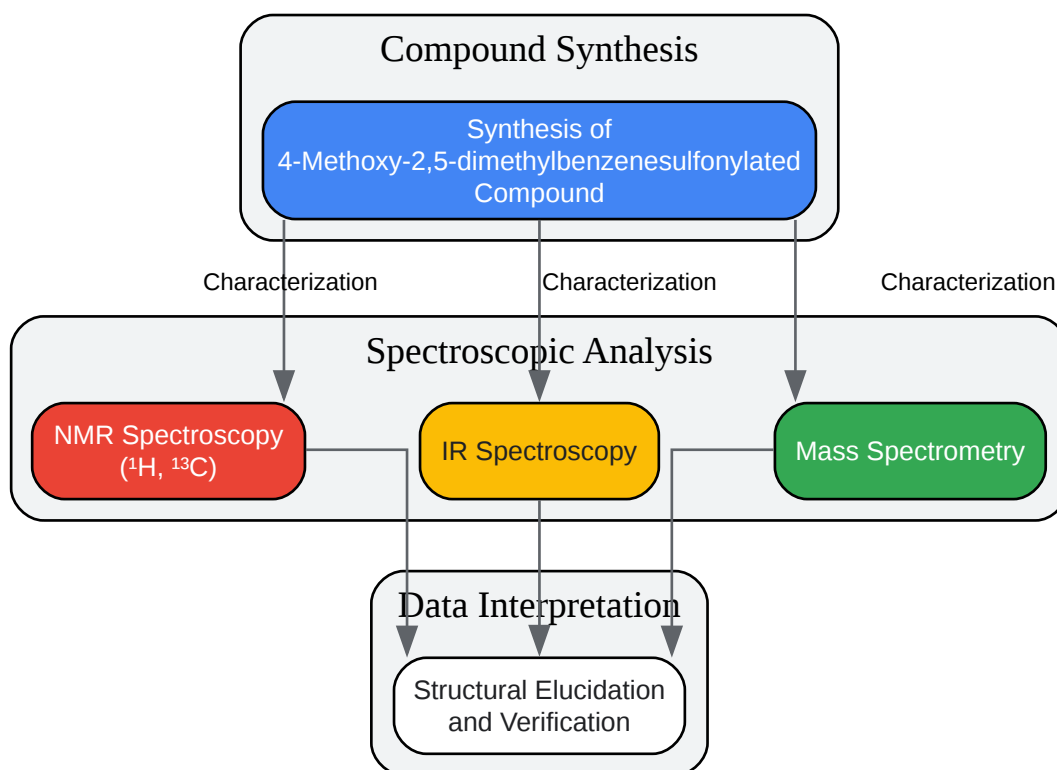 Compound Synthesis
Synthesis of
4-Methoxy-2,5-dimethylbenzenesulfonylated
Compound
Characterization
Characterization
Characterization
Spectroscopic Analysis
NMR Spectroscopy
(¹H, ¹³C)
IR Spectroscopy
Mass Spectrometry
Data Interpretation
Structural Elucidation
and Verification